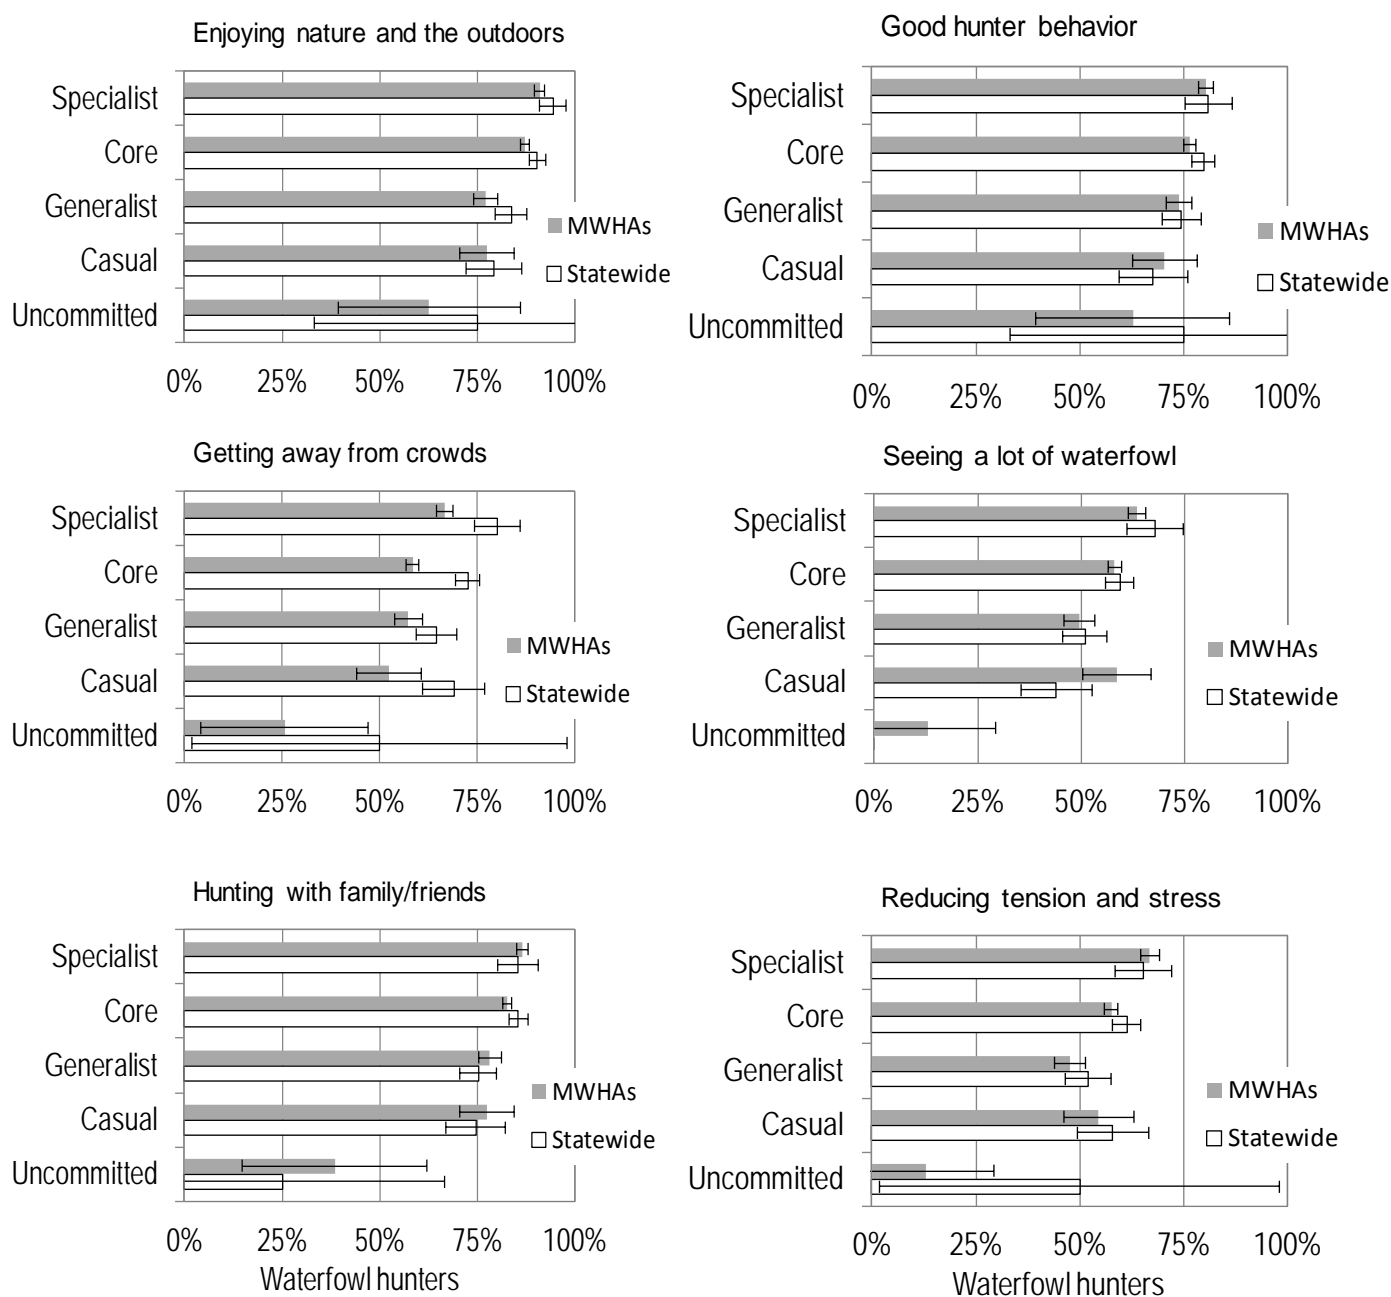 Enjoying nature and the outdoors
Specialist
Core
Generalist
Casual
Uncommitted
MWHAs
Statewide
0% 25% 50% 75% 100%
Good hunter behavior
Specialist
Core
Generalist
Casual
Uncommitted
MWHAs
Statewide
0% 25% 50% 75% 100%
Getting away from crowds
Specialist
Core
Generalist
Casual
Uncommitted
MWHAs
Statewide
0% 25% 50% 75% 100%
Seeing a lot of waterfowl
Specialist
Core
Generalist
Casual
Uncommitted
MWHAs
Statewide
0% 25% 50% 75% 100%
Hunting with family/friends
Specialist
Core
Generalist
Casual
Uncommitted
MWHAs
Statewide
0% 25% 50% 75% 100%
Waterfowl hunters
Reducing tension and stress
Specialist
Core
Generalist
Casual
Uncommitted
MWHAs
Statewide
0% 25% 50% 75% 100%
Waterfowl hunters